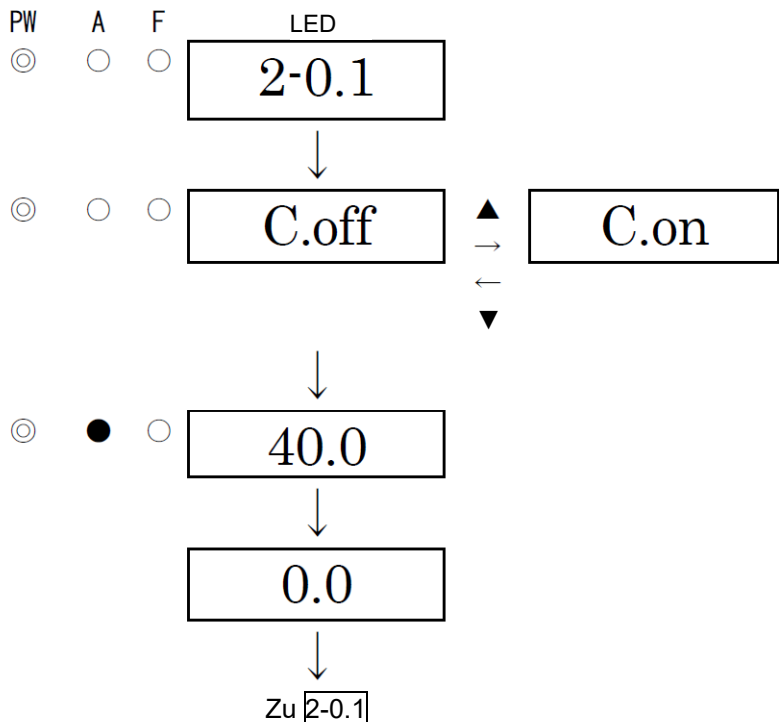 PW A F LED
◎ ○ ○ 2-0.1
↓
◎ ○ ○ C.off ▲ C.on
→
←
▼
↓
◎ ● ○ 40.0
↓
0.0
↓
Zu 2-0.1